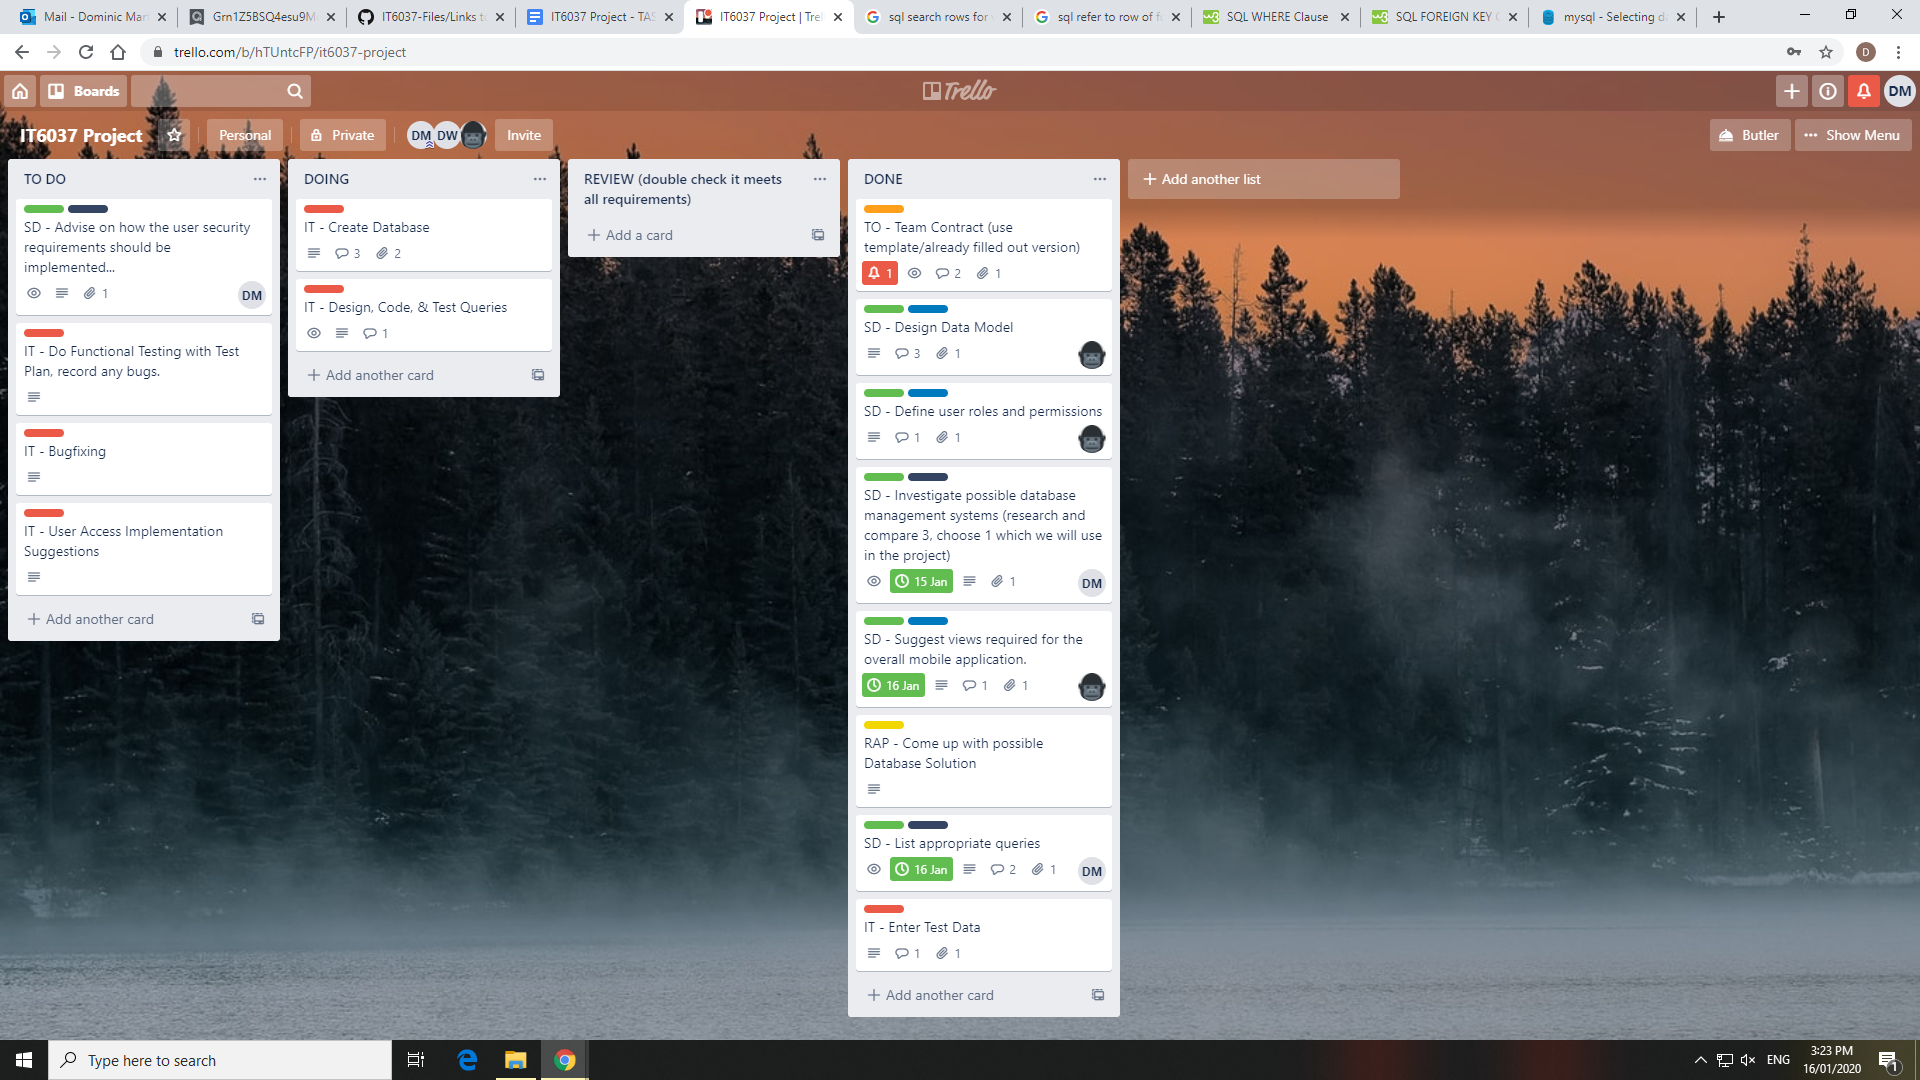 Mail - Dominic Mar
Grn1Z5BSQ4esu9M
IT6037-Files/Links to
IT6037 Project - TAS
IT6037 Project | Trel
sql search rows for
sql refer to row of fa
SQL WHERE Clause
SQL FOREIGN KEY
mysql - Selecting da
trello.com/b/hTUntcFP/it6037-project
D
Boards
Trello
DM
IT6037 Project
Personal
Private
DM DW
Invite
Butler
Show Menu
TO DO
SD - Advise on how the user security
requirements should be
implemented...
1
DM
IT - Do Functional Testing with Test
Plan, record any bugs.
IT - Bugfixing
IT - User Access Implementation
Suggestions
Add another card
DOING
IT - Create Database
3 2
IT - Design, Code, & Test Queries
1
Add another card
REVIEW (double check it meets
all requirements)
Add a card
DONE
TO - Team Contract (use
template/already filled out version)
1 2 1
SD - Design Data Model
3 1
SD - Define user roles and permissions
1 1
SD - Investigate possible database
management systems (research and
compare 3, choose 1 which we will use
in the project)
15 Jan 1
DM
SD - Suggest views required for the
overall mobile application.
16 Jan 1 1
RAP - Come up with possible
Database Solution
SD - List appropriate queries
16 Jan 2 1
DM
IT - Enter Test Data
1 1
Add another card
Add another list
Type here to search
ENG
3:23 PM
16/01/2020
1